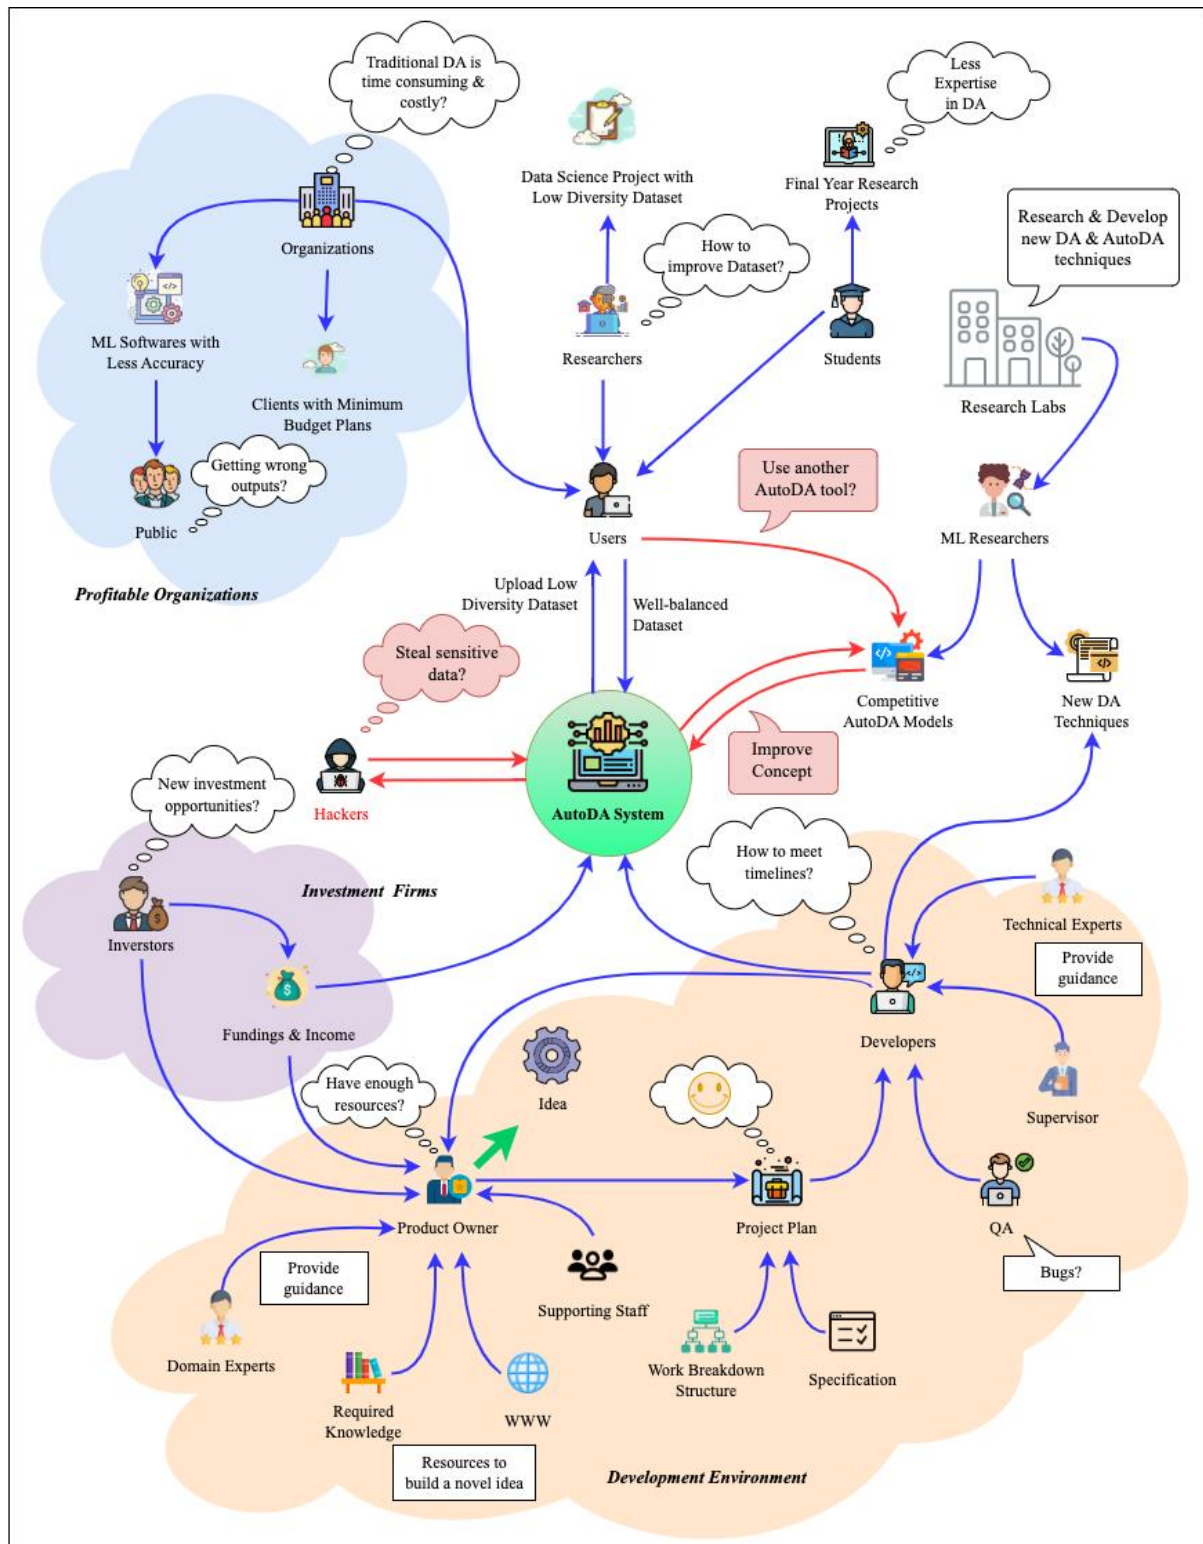 Traditional DA is
time consuming &
costly?
Less
Expertise
in DA
Data Science Project with
Low Diversity Dataset
Final Year Research
Projects
Research & Develop
new DA & AutoDA
techniques
Organizations
How to
improve Dataset?
ML Softwares with
Less Accuracy
Researchers
Students
Clients with Minimum
Budget Plans
Research Labs
Getting wrong
outputs?
Public
Use another
AutoDA tool?
Users
ML Researchers
Profitable Organizations
Upload Low
Diversity Dataset
Well-balanced
Dataset
Steal sensitive
data?
Competitive
AutoDA Models
New DA
Techniques
Improve
Concept
New investment
opportunities?
Hackers
AutoDA System
How to meet
timelines?
Investment Firms
Inverstors
Technical Experts
Provide
guidance
Fundings & Income
Developers
Have enough
resources?
Idea
Supervisor
Product Owner
Project Plan
QA
Provide
guidance
Bugs?
Supporting Staff
Domain Experts
Work Breakdown
Structure
Specification
Required
Knowledge
WWW
Resources to
build a novel idea
Development Environment